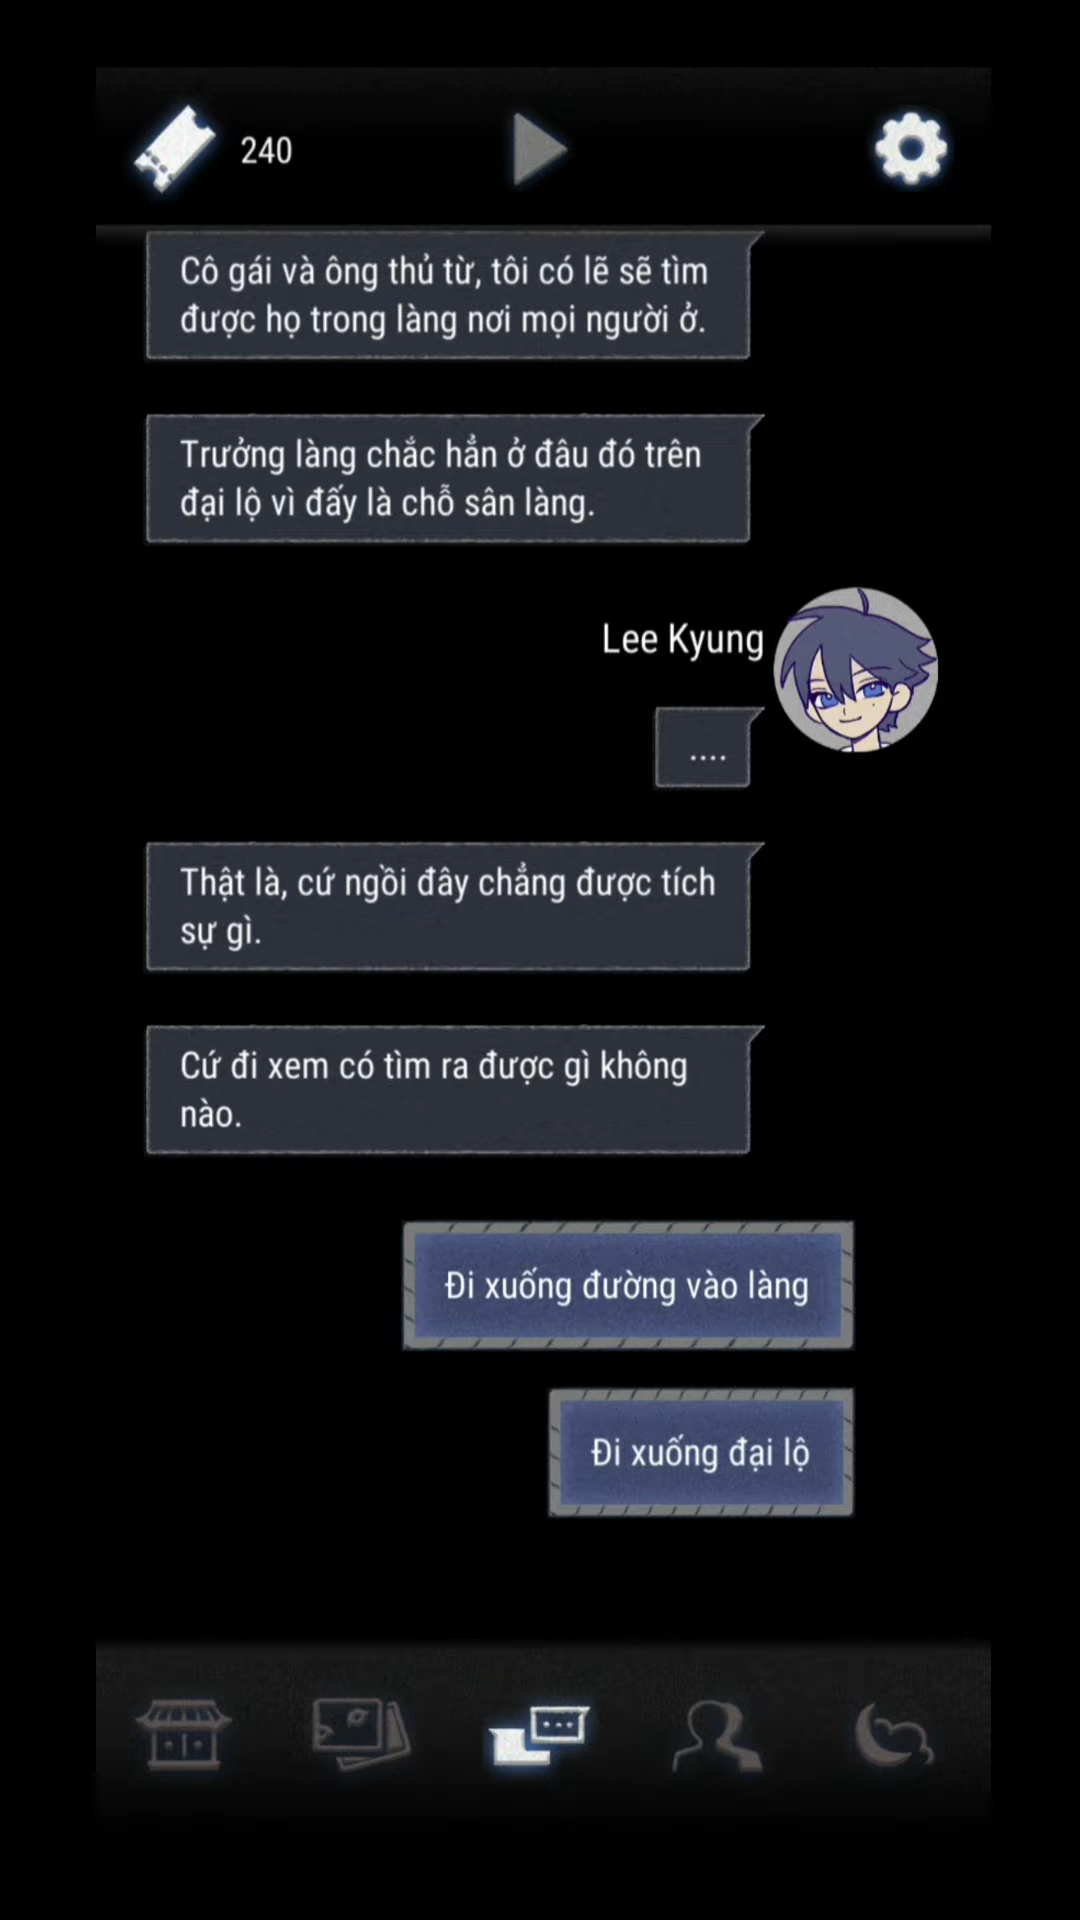 240
Cô gái và ông thủ từ, tôi có lẽ sẽ tìm
được họ trong làng nơi mọi người ở.
Trưởng làng chắc hẳn ở đâu đó trên
đại lộ vì đấy là chỗ sân làng.
Lee Kyung
....
Thật là, cứ ngồi đây chẳng được tích
sự gì.
Cứ đi xem có tìm ra được gì không
nào.
Đi xuống đường vào làng
Đi xuống đại lộ